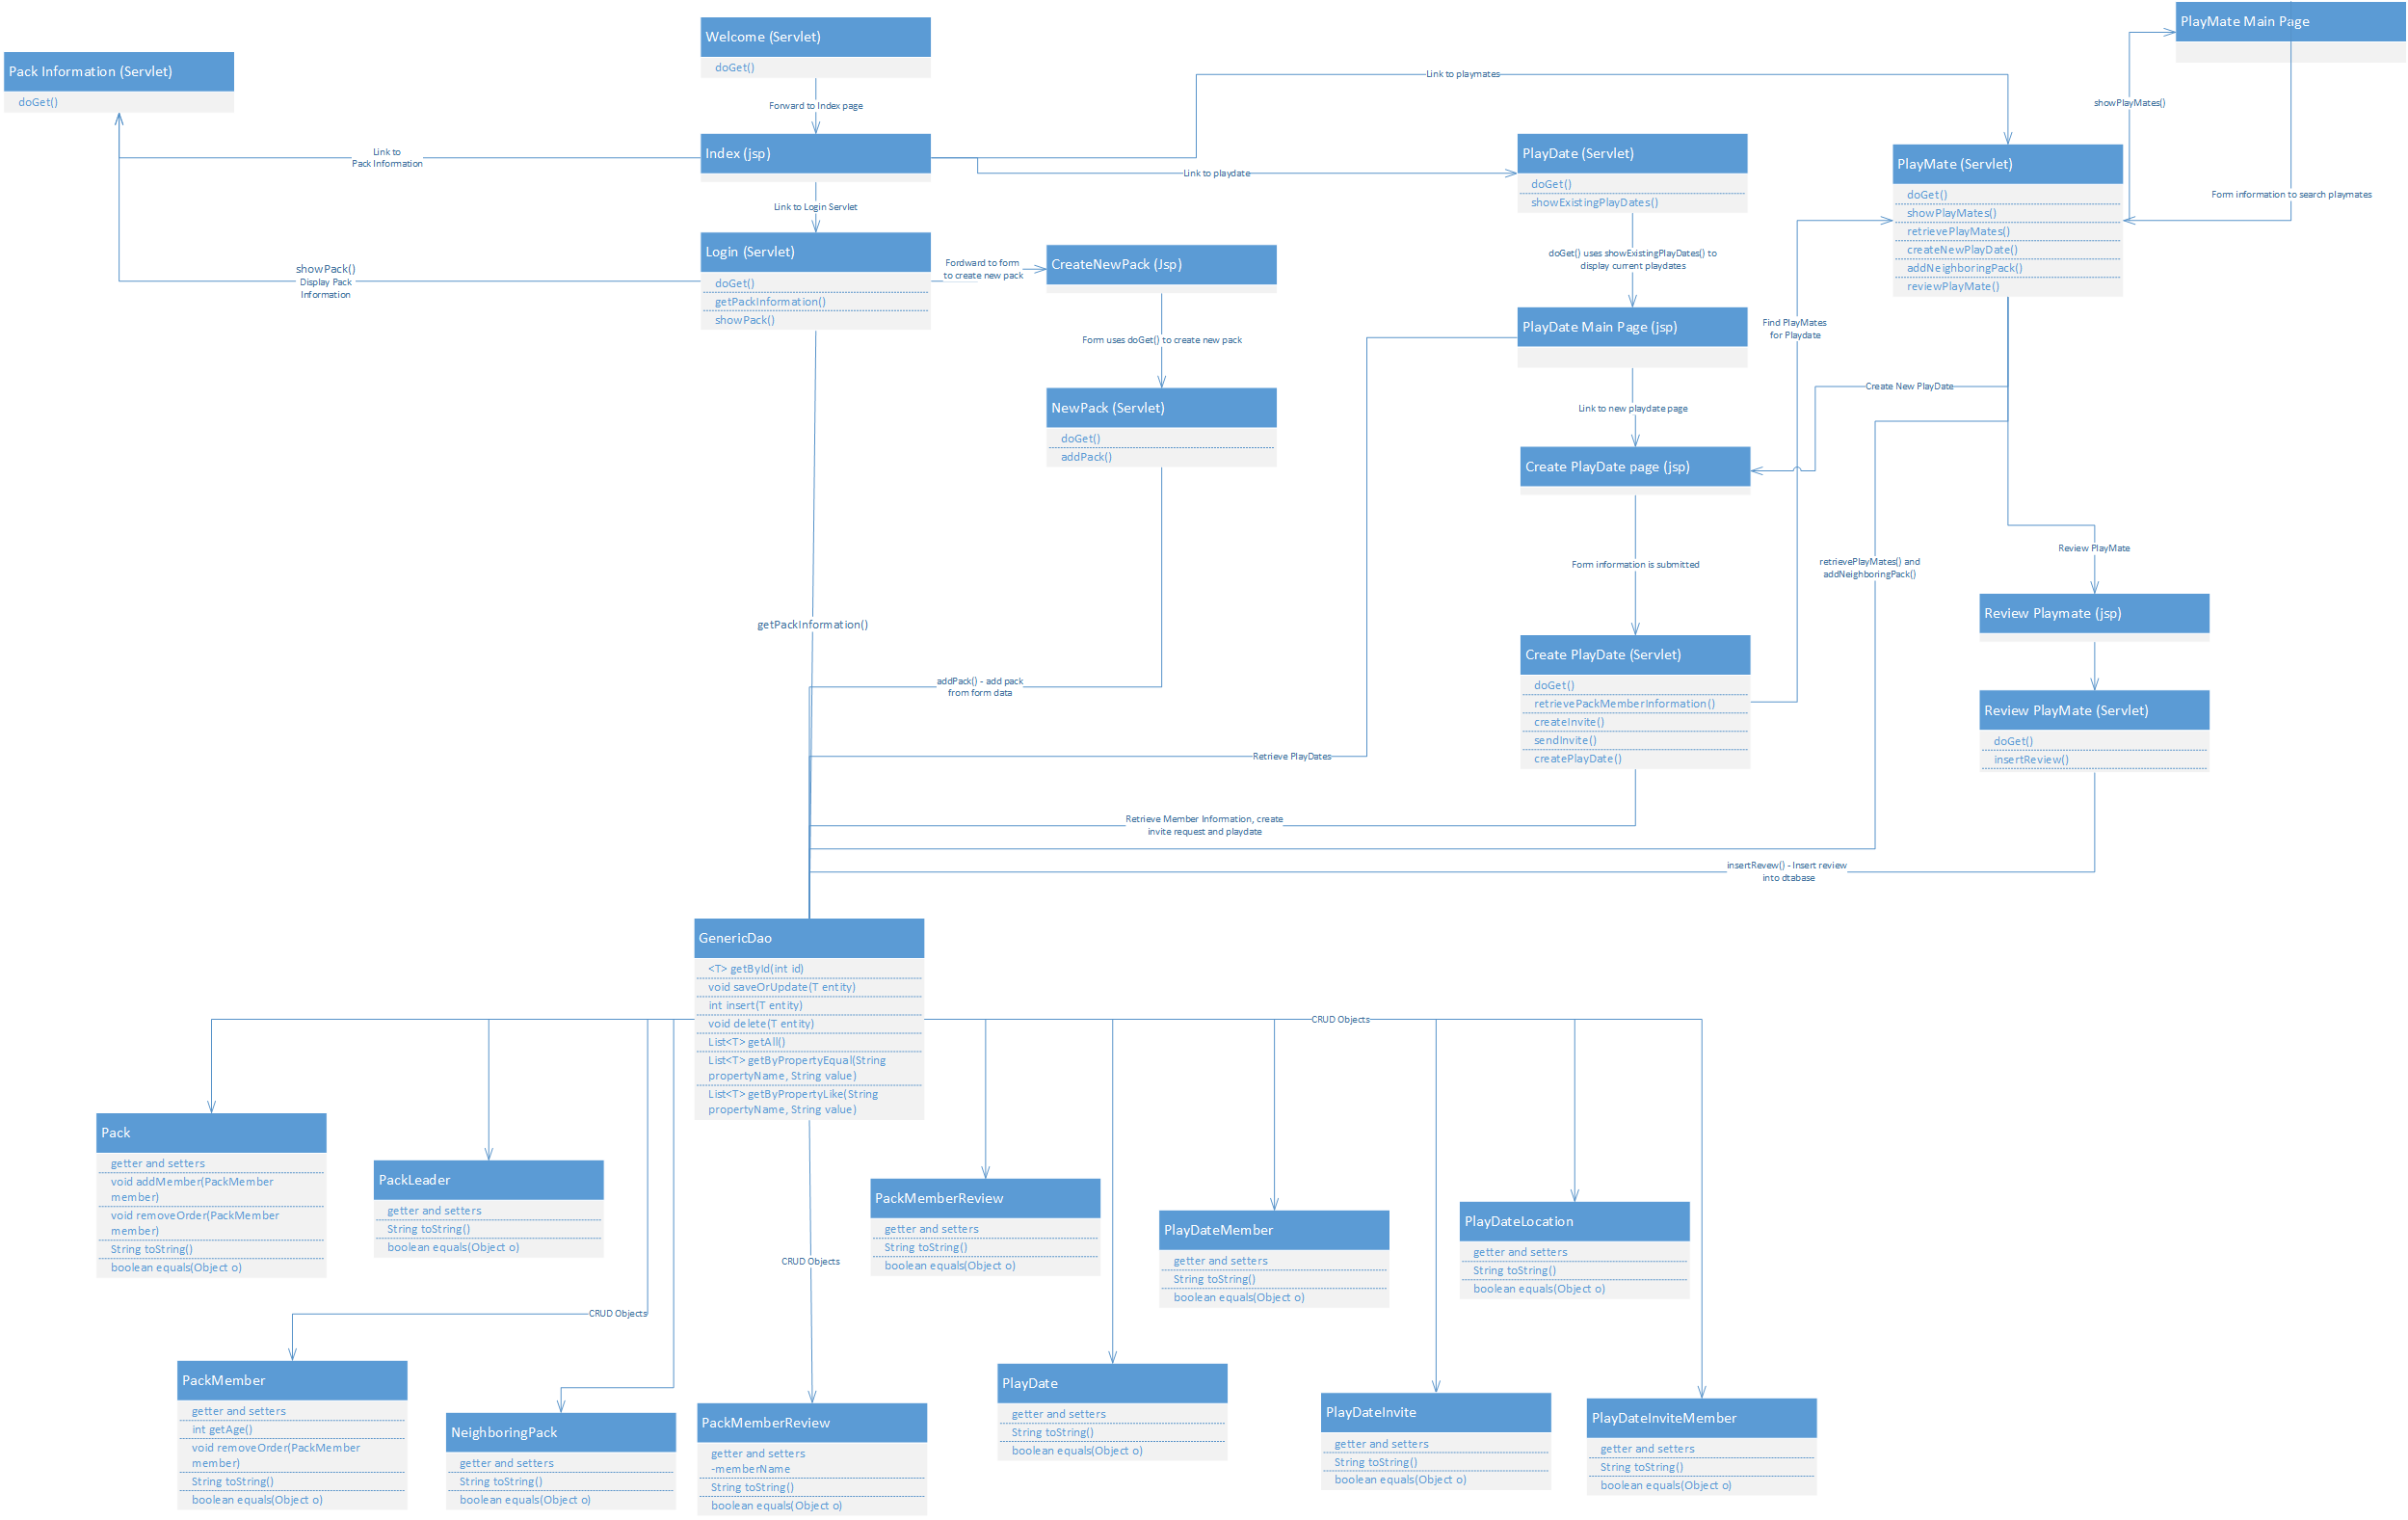 Welcome (Servlet)
doGet()
Forward to Index page
PlayMate Main Page
Pack Information (Servlet)
doGet()
Link to playmates
showPlayMates()
Form information to search playmates
Index (jsp)
Link to
Pack Information
Link to playdate
Link to Login Servlet
PlayDate (Servlet)
doGet()
showExistingPlayDates()
PlayMate (Servlet)
doGet()
showPlayMates()
retrievePlayMates()
createNewPlayDate()
addNeighboringPack()
reviewPlayMate()
Login (Servlet)
doGet()
getPackInformation()
showPack()
showPack()
Display Pack
Information
Fordward to form
to create new pack
CreateNewPack (Jsp)
doGet() uses showExistingPlayDates() to
display current playdates
Form uses doGet() to create new pack
PlayDate Main Page (jsp)
Find PlayMates
for Playdate
Create New PlayDate
NewPack (Servlet)
doGet()
addPack()
Link to new playdate page
Create PlayDate page (jsp)
Form information is submitted
retrievePlayMates() and
addNeighboringPack()
Review PlayMate
Review Playmate (jsp)
getPackInformation()
Create PlayDate (Servlet)
doGet()
retrievePackMemberInformation()
createInvite()
sendInvite()
createPlayDate()
addPack() - add pack
from form data
Review PlayMate (Servlet)
doGet()
insertReview()
Retrieve PlayDates
Retrieve Member Information, create
invite request and playdate
insertRevew() - Insert review
into dtabase
GenericDao
<T> getById(int id)
void saveOrUpdate(T entity)
int insert(T entity)
void delete(T entity)
List<T> getAll()
List<T> getByPropertyEqual(String
propertyName, String value)
List<T> getByPropertyLike(String
propertyName, String value)
CRUD Objects
Pack
getter and setters
void addMember(PackMember
member)
void removeOrder(PackMember
member)
String toString()
boolean equals(Object o)
PackLeader
getter and setters
String toString()
boolean equals(Object o)
PackMemberReview
getter and setters
String toString()
boolean equals(Object o)
PlayDateMember
getter and setters
String toString()
boolean equals(Object o)
PlayDateLocation
getter and setters
String toString()
boolean equals(Object o)
CRUD Objects
CRUD Objects
PackMember
getter and setters
int getAge()
void removeOrder(PackMember
member)
String toString()
boolean equals(Object o)
NeighboringPack
getter and setters
String toString()
boolean equals(Object o)
PackMemberReview
getter and setters
-memberName
String toString()
boolean equals(Object o)
PlayDate
getter and setters
String toString()
boolean equals(Object o)
PlayDateInvite
getter and setters
String toString()
boolean equals(Object o)
PlayDateInviteMember
getter and setters
String toString()
boolean equals(Object o)